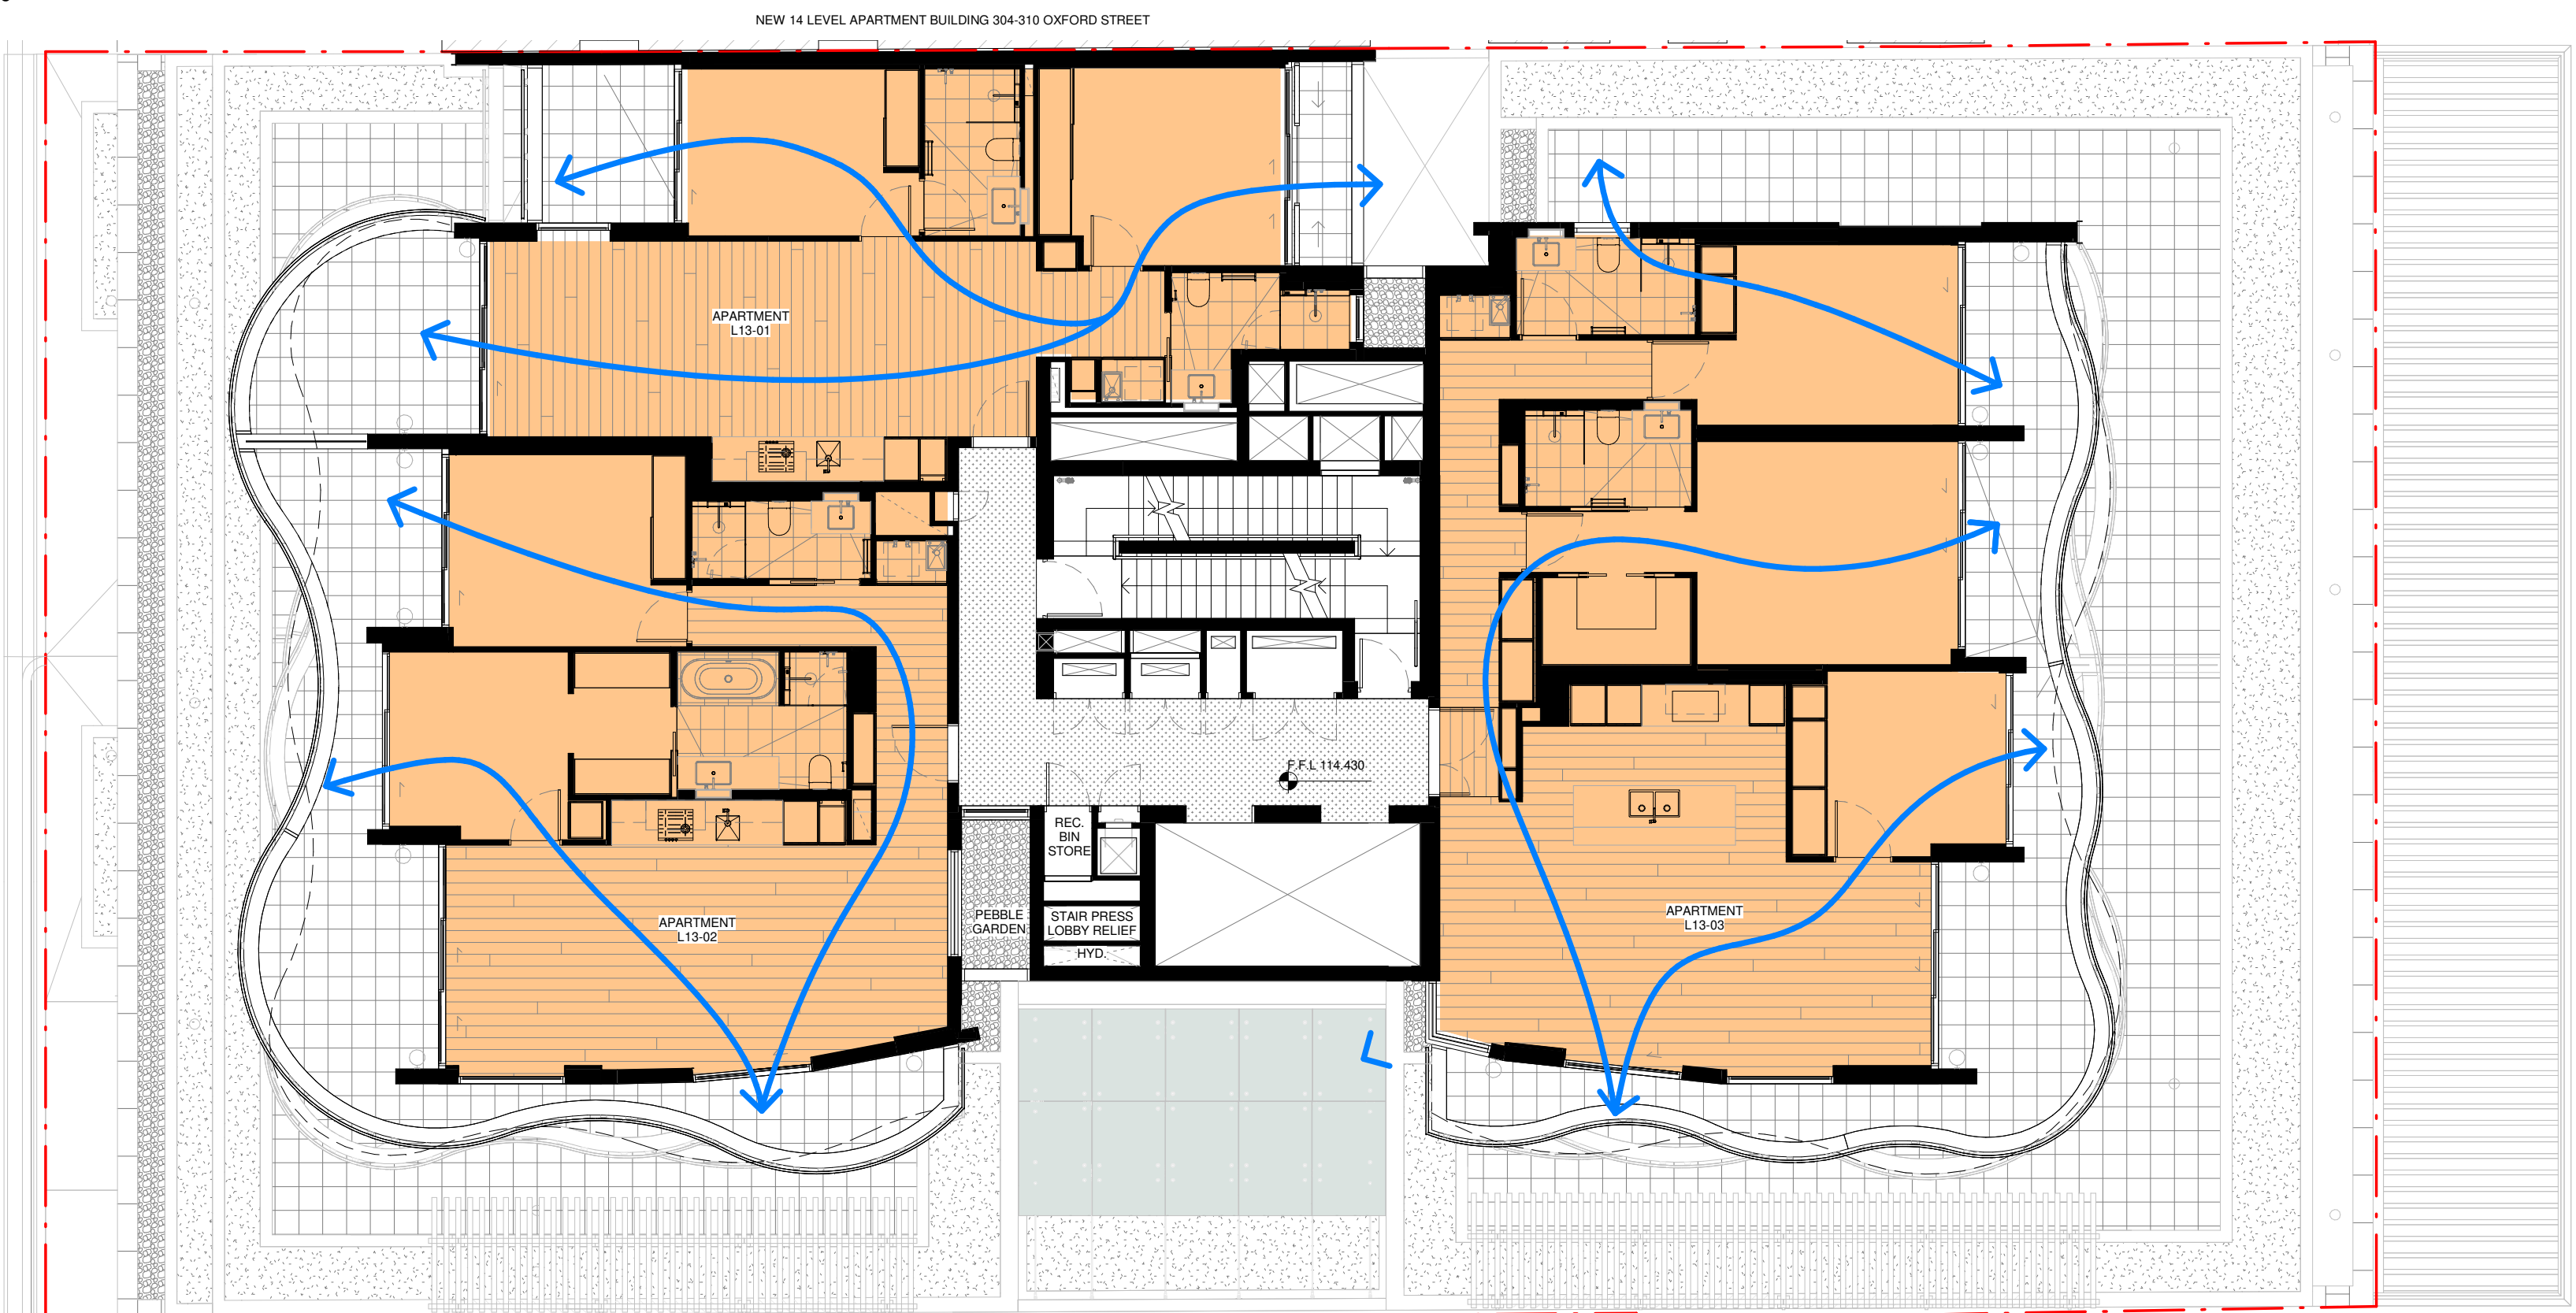 NEW 14 LEVEL APARTMENT BUILDING 304-310 OXFORD STREET
APARTMENT
L13-01
F.F.L 114.430
REC.
BIN
STORE
PEBBLE
GARDEN
STAIR PRESS
LOBBY RELIEF
HYD.
APARTMENT
L13-02
APARTMENT
L13-03